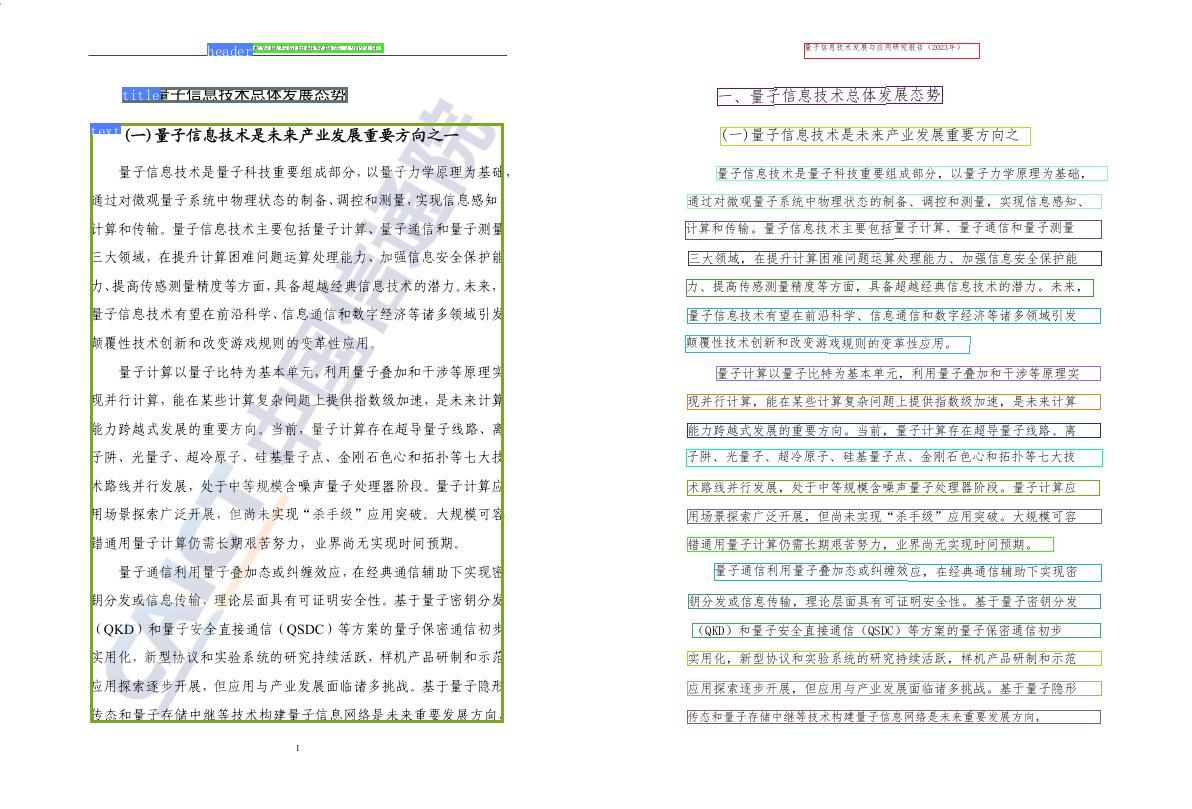 header 量子信息技术发展与应用研究报告（2023年）
title 量子信息技术总体发展态势
text (一)量子信息技术是未来产业发展重要方向之一
量子信息技术是量子科技重要组成部分，以量子力学原理为基础，
通过对微观量子系统中物理状态的制备、调控和测量，实现信息感知、
计算和传输。量子信息技术主要包括量子计算、量子通信和量子测量
三大领域，在提升计算困难问题运算处理能力、加强信息安全保护能
力、提高传感测量精度等方面，具备超越经典信息技术的潜力。未来，
量子信息技术有望在前沿科学、信息通信和数字经济等诸多领域引发
颠覆性技术创新和改变游戏规则的变革性应用。
量子计算以量子比特为基本单元，利用量子叠加和干涉等原理实
现并行计算，能在某些计算复杂问题上提供指数级加速，是未来计算
能力跨越式发展的重要方向。当前，量子计算存在超导量子线路、离
子阱、光量子、超冷原子、硅基量子点、金刚石色心和拓扑等七大技
术路线并行发展，处于中等规模含噪声量子处理器阶段。量子计算应
用场景探索广泛开展，但尚未实现“杀手级”应用突破。大规模可容
错通用量子计算仍需长期艰苦努力，业界尚无实现时间预期。
量子通信利用量子叠加态或纠缠效应，在经典通信辅助下实现密
钥分发或信息传输，理论层面具有可证明安全性。基于量子密钥分发
（QKD）和量子安全直接通信（QSDC）等方案的量子保密通信初步
实用化，新型协议和实验系统的研究持续活跃，样机产品研制和示范
应用探索逐步开展，但应用与产业发展面临诸多挑战。基于量子隐形
传态和量子存储中继等技术构建量子信息网络是未来重要发展方向，
CAICT 中国信通院
1
量子信息技术发展与应用研究报告（2023年）
一、量子信息技术总体发展态势
(一)量子信息技术是未来产业发展重要方向之
量子信息技术是量子科技重要组成部分，以量子力学原理为基础，
通过对微观量子系统中物理状态的制备、调控和测量，实现信息感知、
计算和传输。量子信息技术主要包括量子计算、量子通信和量子测量
三大领域，在提升计算困难问题运算处理能力、加强信息安全保护能
力、提高传感测量精度等方面，具备超越经典信息技术的潜力。未来，
量子信息技术有望在前沿科学、信息通信和数字经济等诸多领域引发
颠覆性技术创新和改变游戏规则的变革性应用。
量子计算以量子比特为基本单元，利用量子叠加和干涉等原理实
现并行计算，能在某些计算复杂问题上提供指数级加速，是未来计算
能力跨越式发展的重要方向。当前，量子计算存在超导量子线路、离
子阱、光量子、超冷原子、硅基量子点、金刚石色心和拓扑等七大技
术路线并行发展，处于中等规模含噪声量子处理器阶段。量子计算应
用场景探索广泛开展，但尚未实现“杀手级”应用突破。大规模可容
错通用量子计算仍需长期艰苦努力，业界尚无实现时间预期。
量子通信利用量子叠加态或纠缠效应，在经典通信辅助下实现密
钥分发或信息传输，理论层面具有可证明安全性。基于量子密钥分发
（QKD）和量子安全直接通信（QSDC）等方案的量子保密通信初步
实用化，新型协议和实验系统的研究持续活跃，样机产品研制和示范
应用探索逐步开展，但应用与产业发展面临诸多挑战。基于量子隐形
传态和量子存储中继等技术构建量子信息网络是未来重要发展方向，